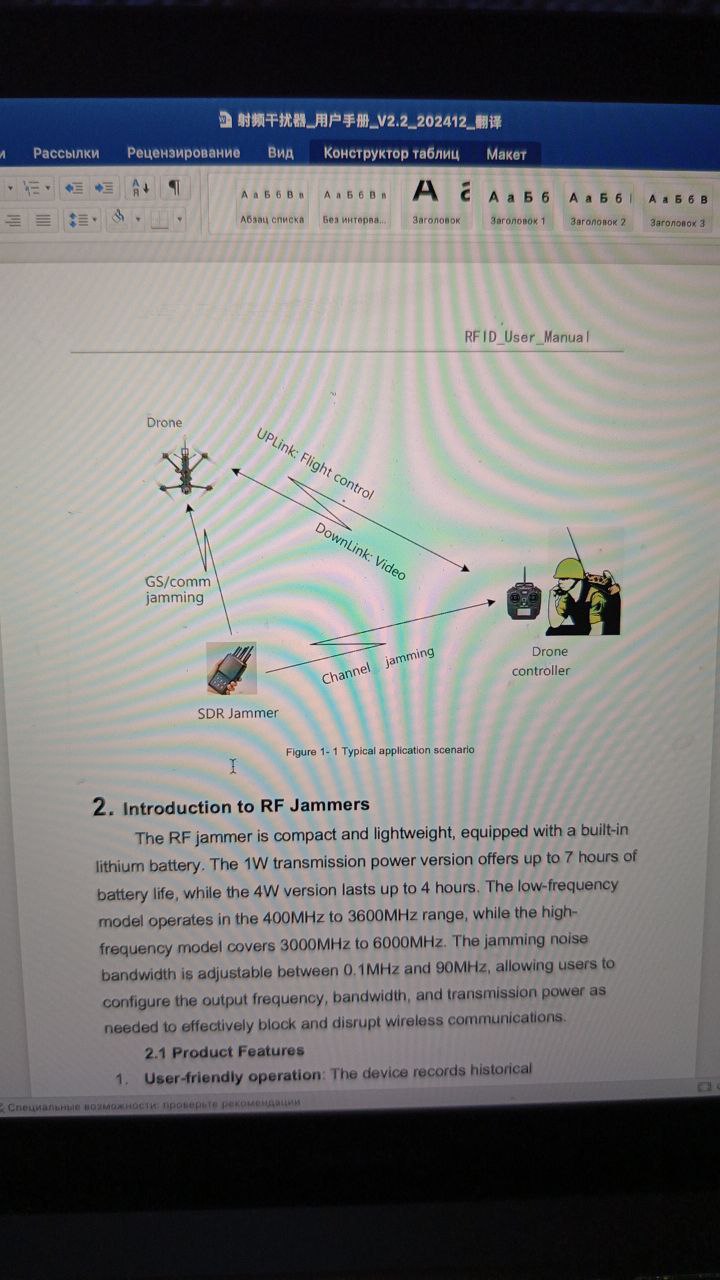 射频干扰器_用户手册_V2.2_202412_翻译
Рассылки Рецензирование Вид Конструктор таблиц Макет
А а Б б В в А а Б б В в А а Б б А а Б б А а Б б В
Абзац списка Без интерва... Заголовок Заголовок 1 Заголовок 2 Заголовок 3
RFID_User_Manual
Drone
UPLink: Flight control
DownLink: Video
GS/comm
jamming
Channel jamming
Drone
controller
SDR Jammer
Figure 1- 1 Typical application scenario
2. Introduction to RF Jammers
The RF jammer is compact and lightweight, equipped with a built-in
lithium battery. The 1W transmission power version offers up to 7 hours of
battery life, while the 4W version lasts up to 4 hours. The low-frequency
model operates in the 400MHz to 3600MHz range, while the high-
frequency model covers 3000MHz to 6000MHz. The jamming noise
bandwidth is adjustable between 0.1MHz and 90MHz, allowing users to
configure the output frequency, bandwidth, and transmission power as
needed to effectively block and disrupt wireless communications.
2.1 Product Features
1. User-friendly operation: The device records historical
Специальные возможности: проверьте рекомендации